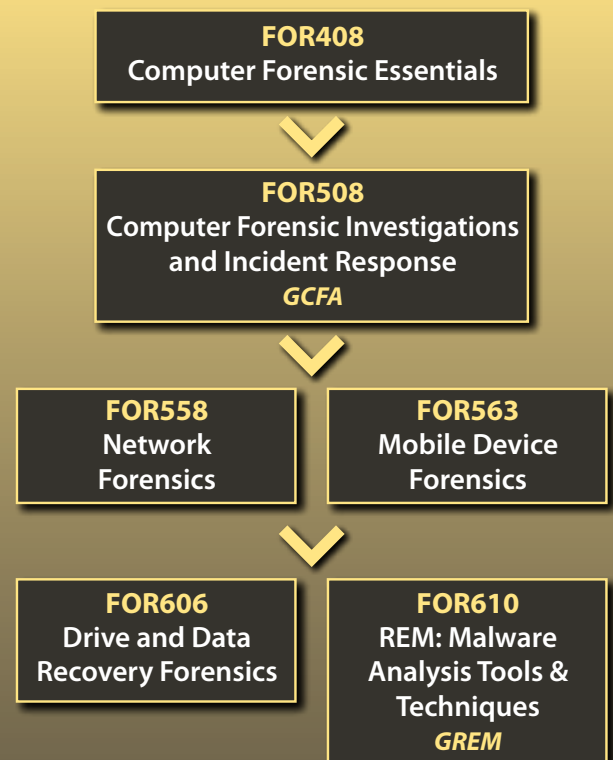 FOR408
Computer Forensic Essentials
FOR508
Computer Forensic Investigations
and Incident Response
GCFA
FOR558
Network
Forensics
FOR563
Mobile Device
Forensics
FOR606
Drive and Data
Recovery Forensics
FOR610
REM: Malware
Analysis Tools &
Techniques
GREM